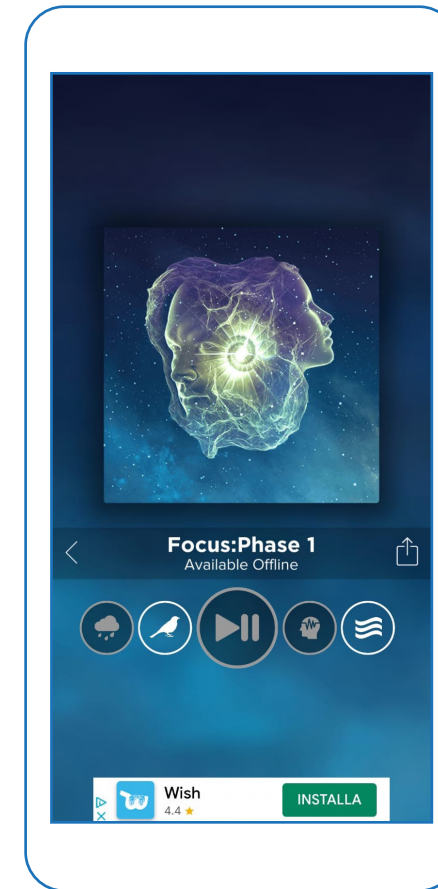 Focus:Phase 1
Available Offline
Wish
4.4 ★
INSTALLA